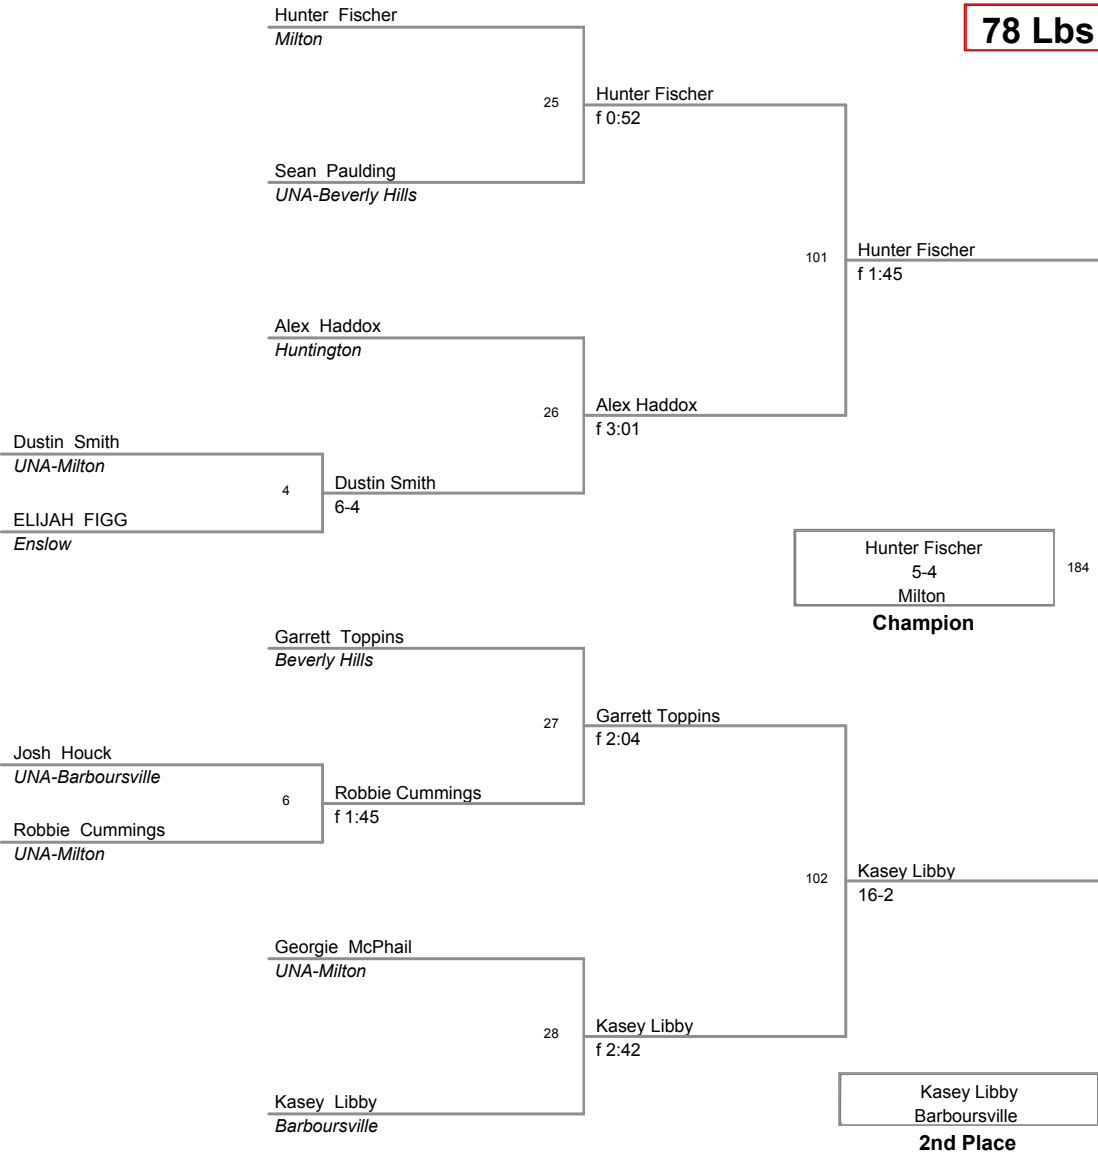 Hunter Fischer
Milton
78 Lbs
25
Hunter Fischer
f 0:52
Sean Paulding
UNA-Beverly Hills
101
Hunter Fischer
f 1:45
Alex Haddox
Huntington
26
Alex Haddox
f 3:01
Dustin Smith
UNA-Milton
4
Dustin Smith
6-4
ELIJAH FIGG
Enslow
Hunter Fischer
5-4
Milton
184
Champion
Garrett Toppins
Beverly Hills
27
Garrett Toppins
f 2:04
Josh Houck
UNA-Barboursville
6
Robbie Cummings
f 1:45
Robbie Cummings
UNA-Milton
102
Kasey Libby
16-2
Georgie McPhail
UNA-Milton
28
Kasey Libby
f 2:42
Kasey Libby
Barboursville
Kasey Libby
Barboursville
2nd Place